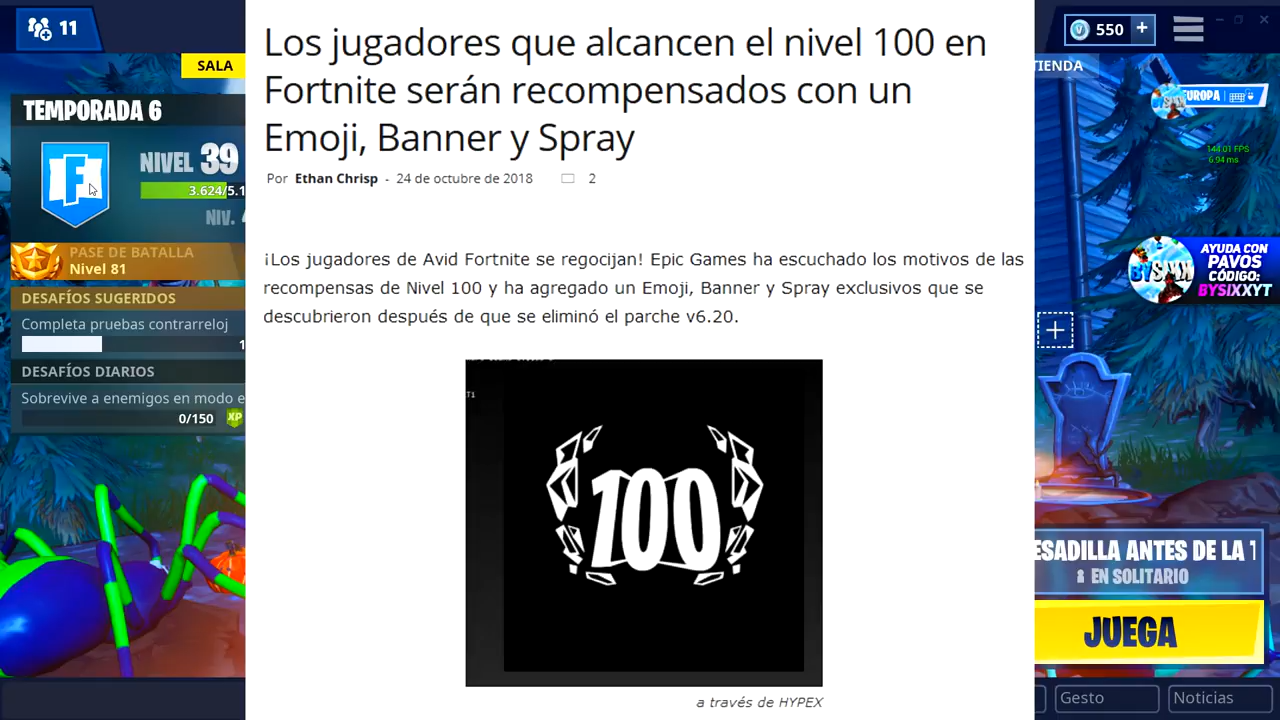 11
SALA
TEMPORADA 6
NIVEL 39
3.624/5.1
NIV.
PASE DE BATALLA
Nivel 81
DESAFÍOS SUGERIDOS
Completa pruebas contrarreloj
1
DESAFÍOS DIARIOS
Sobrevive a enemigos en modo e
0/150
XP
Los jugadores que alcancen el nivel 100 en
Fortnite serán recompensados con un
Emoji, Banner y Spray
Por Ethan Chrisp - 24 de octubre de 2018 2
¡Los jugadores de Avid Fortnite se regocijan! Epic Games ha escuchado los motivos de las
recompensas de Nivel 100 y ha agregado un Emoji, Banner y Spray exclusivos que se
descubrieron después de que se eliminó el parche v6.20.
T1
100
a través de HYPEX
V 550 +
TIENDA
EUROPA
144.01 FPS
6.94 ms
AYUDA CON
PAVOS
CÓDIGO:
BYSIXXYT
ESADILLA ANTES DE LA T
EN SOLITARIO
JUEGA
Gesto
Noticias